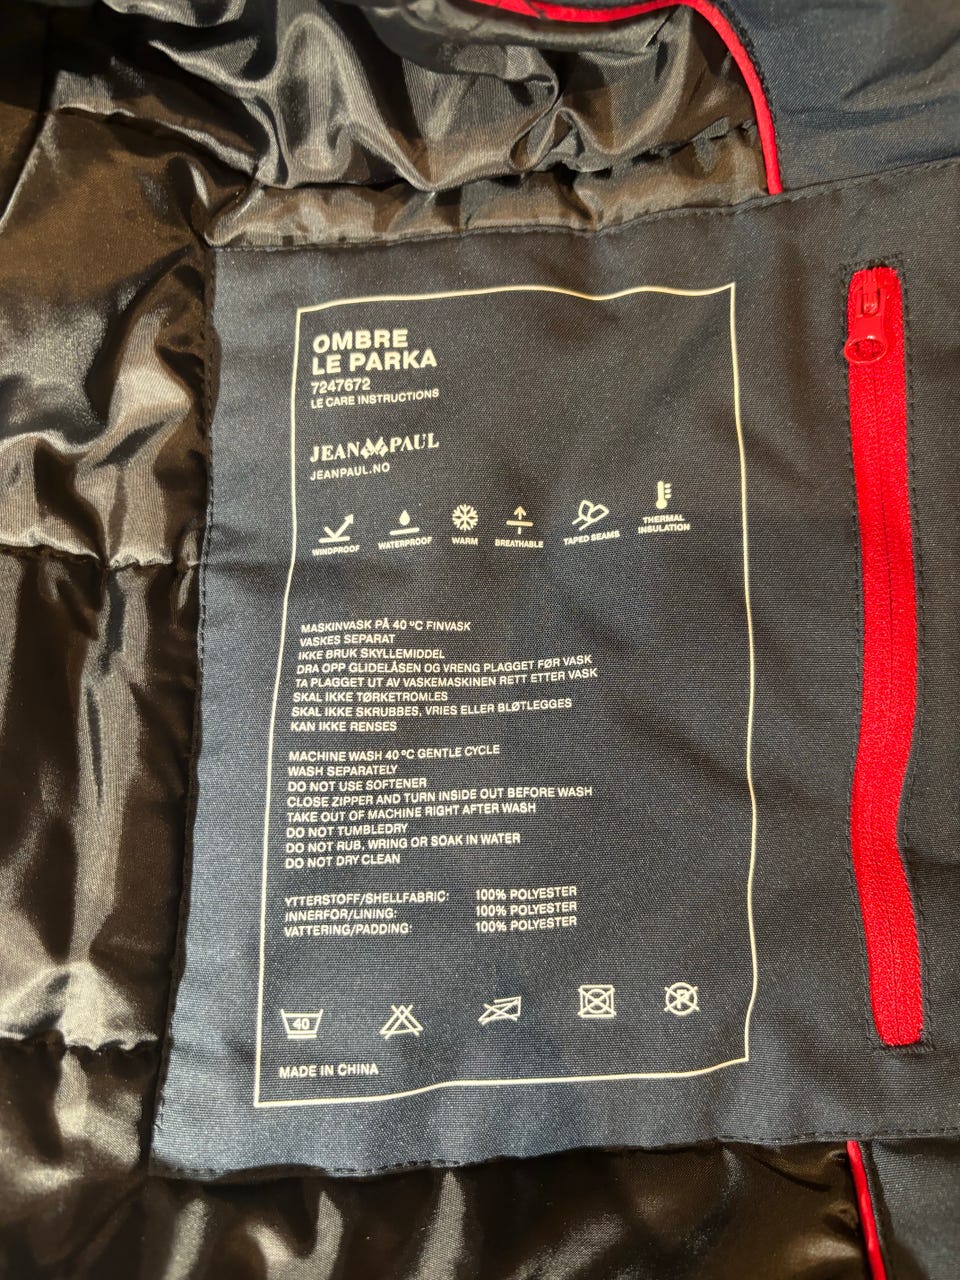 OMBRE
LE PARKA
7247672
LE CARE INSTRUCTIONS
JEAN PAUL
JEANPAUL.NO
WINDPROOF WATERPROOF WARM BREATHABLE TAPED SEAMS THERMAL INSULATION
MASKINVASK PÅ 40 ºC FINVASK
VASKES SEPARAT
IKKE BRUK SKYLLEMIDDEL
DRA OPP GLIDELÅSEN OG VRENG PLAGGET FØR VASK
TA PLAGGET UT AV VASKEMASKINEN RETT ETTER VASK
SKAL IKKE TØRKETROMLES
SKAL IKKE SKRUBBES, VRIES ELLER BLØTLEGGES
KAN IKKE RENSES
MACHINE WASH 40 ºC GENTLE CYCLE
WASH SEPARATELY
DO NOT USE SOFTENER
CLOSE ZIPPER AND TURN INSIDE OUT BEFORE WASH
TAKE OUT OF MACHINE RIGHT AFTER WASH
DO NOT TUMBLEDRY
DO NOT RUB, WRING OR SOAK IN WATER
DO NOT DRY CLEAN
YTTERSTOFF/SHELLFABRIC: 100% POLYESTER
INNERFOR/LINING: 100% POLYESTER
VATTERING/PADDING: 100% POLYESTER
40 P
MADE IN CHINA